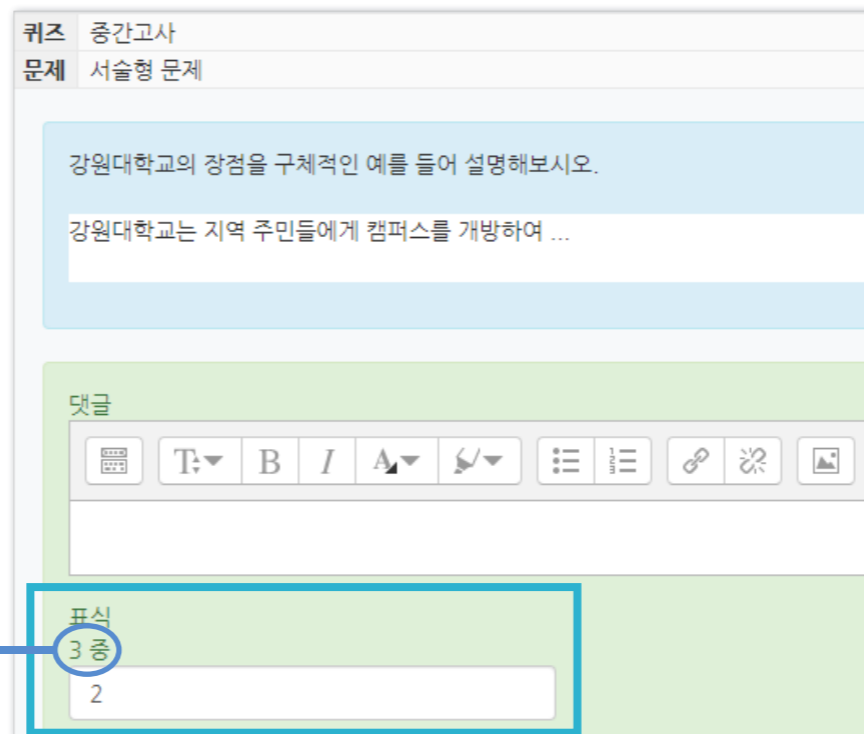 퀴즈 중간고사
문제 서술형 문제
강원대학교의 장점을 구체적인 예를 들어 설명해보시오.
강원대학교는 지역 주민들에게 캠퍼스를 개방하여 ...
댓글
표식
3 중
2